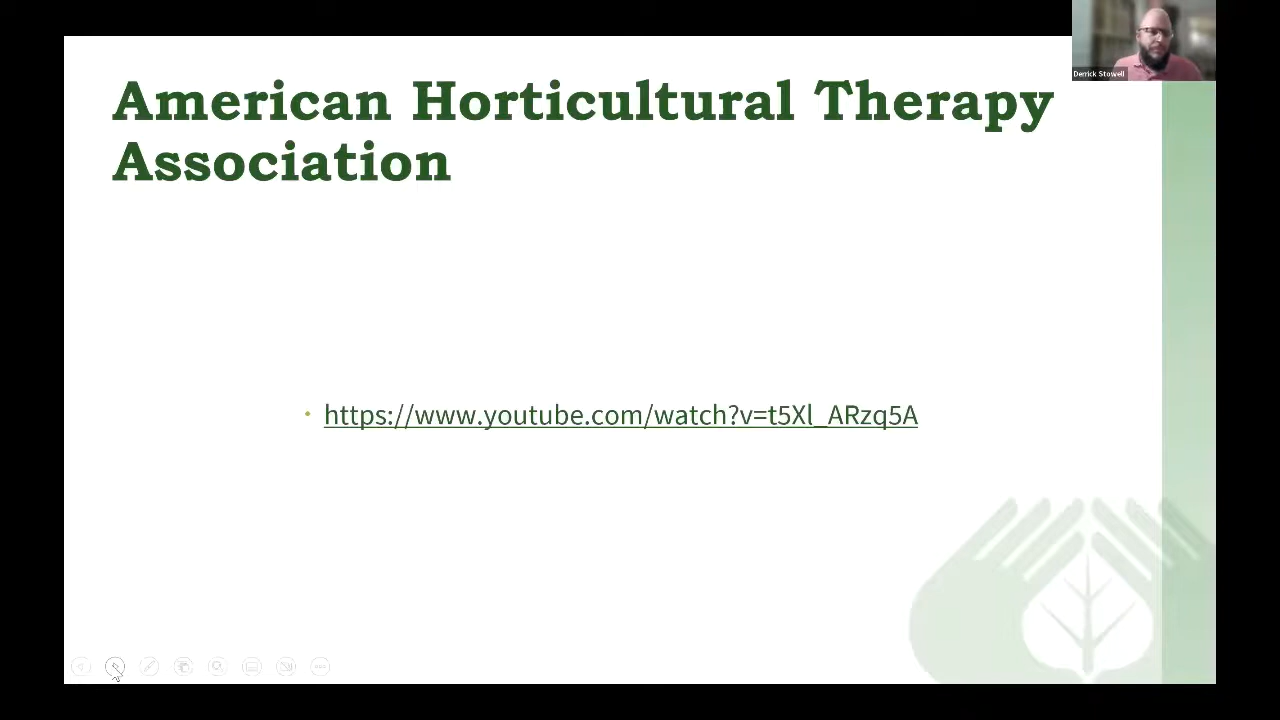 American Horticultural Therapy
Association
Derrick Stowell
• https://www.youtube.com/watch?v=t5Xl_ARzq5A